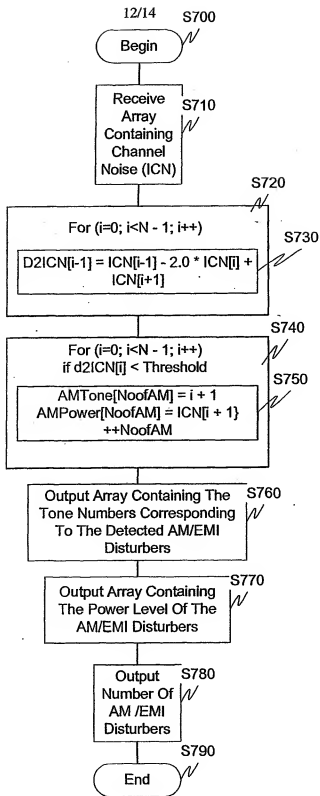 12/14
S700
Begin
S710
Receive
Array
Containing
Channel
Noise (ICN)
S720
For (i=0; i<N - 1; i++)
S730
D2ICN[i-1] = ICN[i-1] - 2.0 * ICN[i] +
ICN[i+1]
S740
For (i=0; i<N - 1; i++)
if d2ICN[i] < Threshold
S750
AMTone[NoofAM] = i + 1
AMPower[NoofAM] = ICN[i + 1}
++NoofAM
S760
Output Array Containing The
Tone Numbers Corresponding
To The Detected AM/EMI
Disturbers
S770
Output Array Containing
The Power Level Of The
AM/EMI Disturbers
S780
Output
Number Of
AM /EMI
Disturbers
S790
End